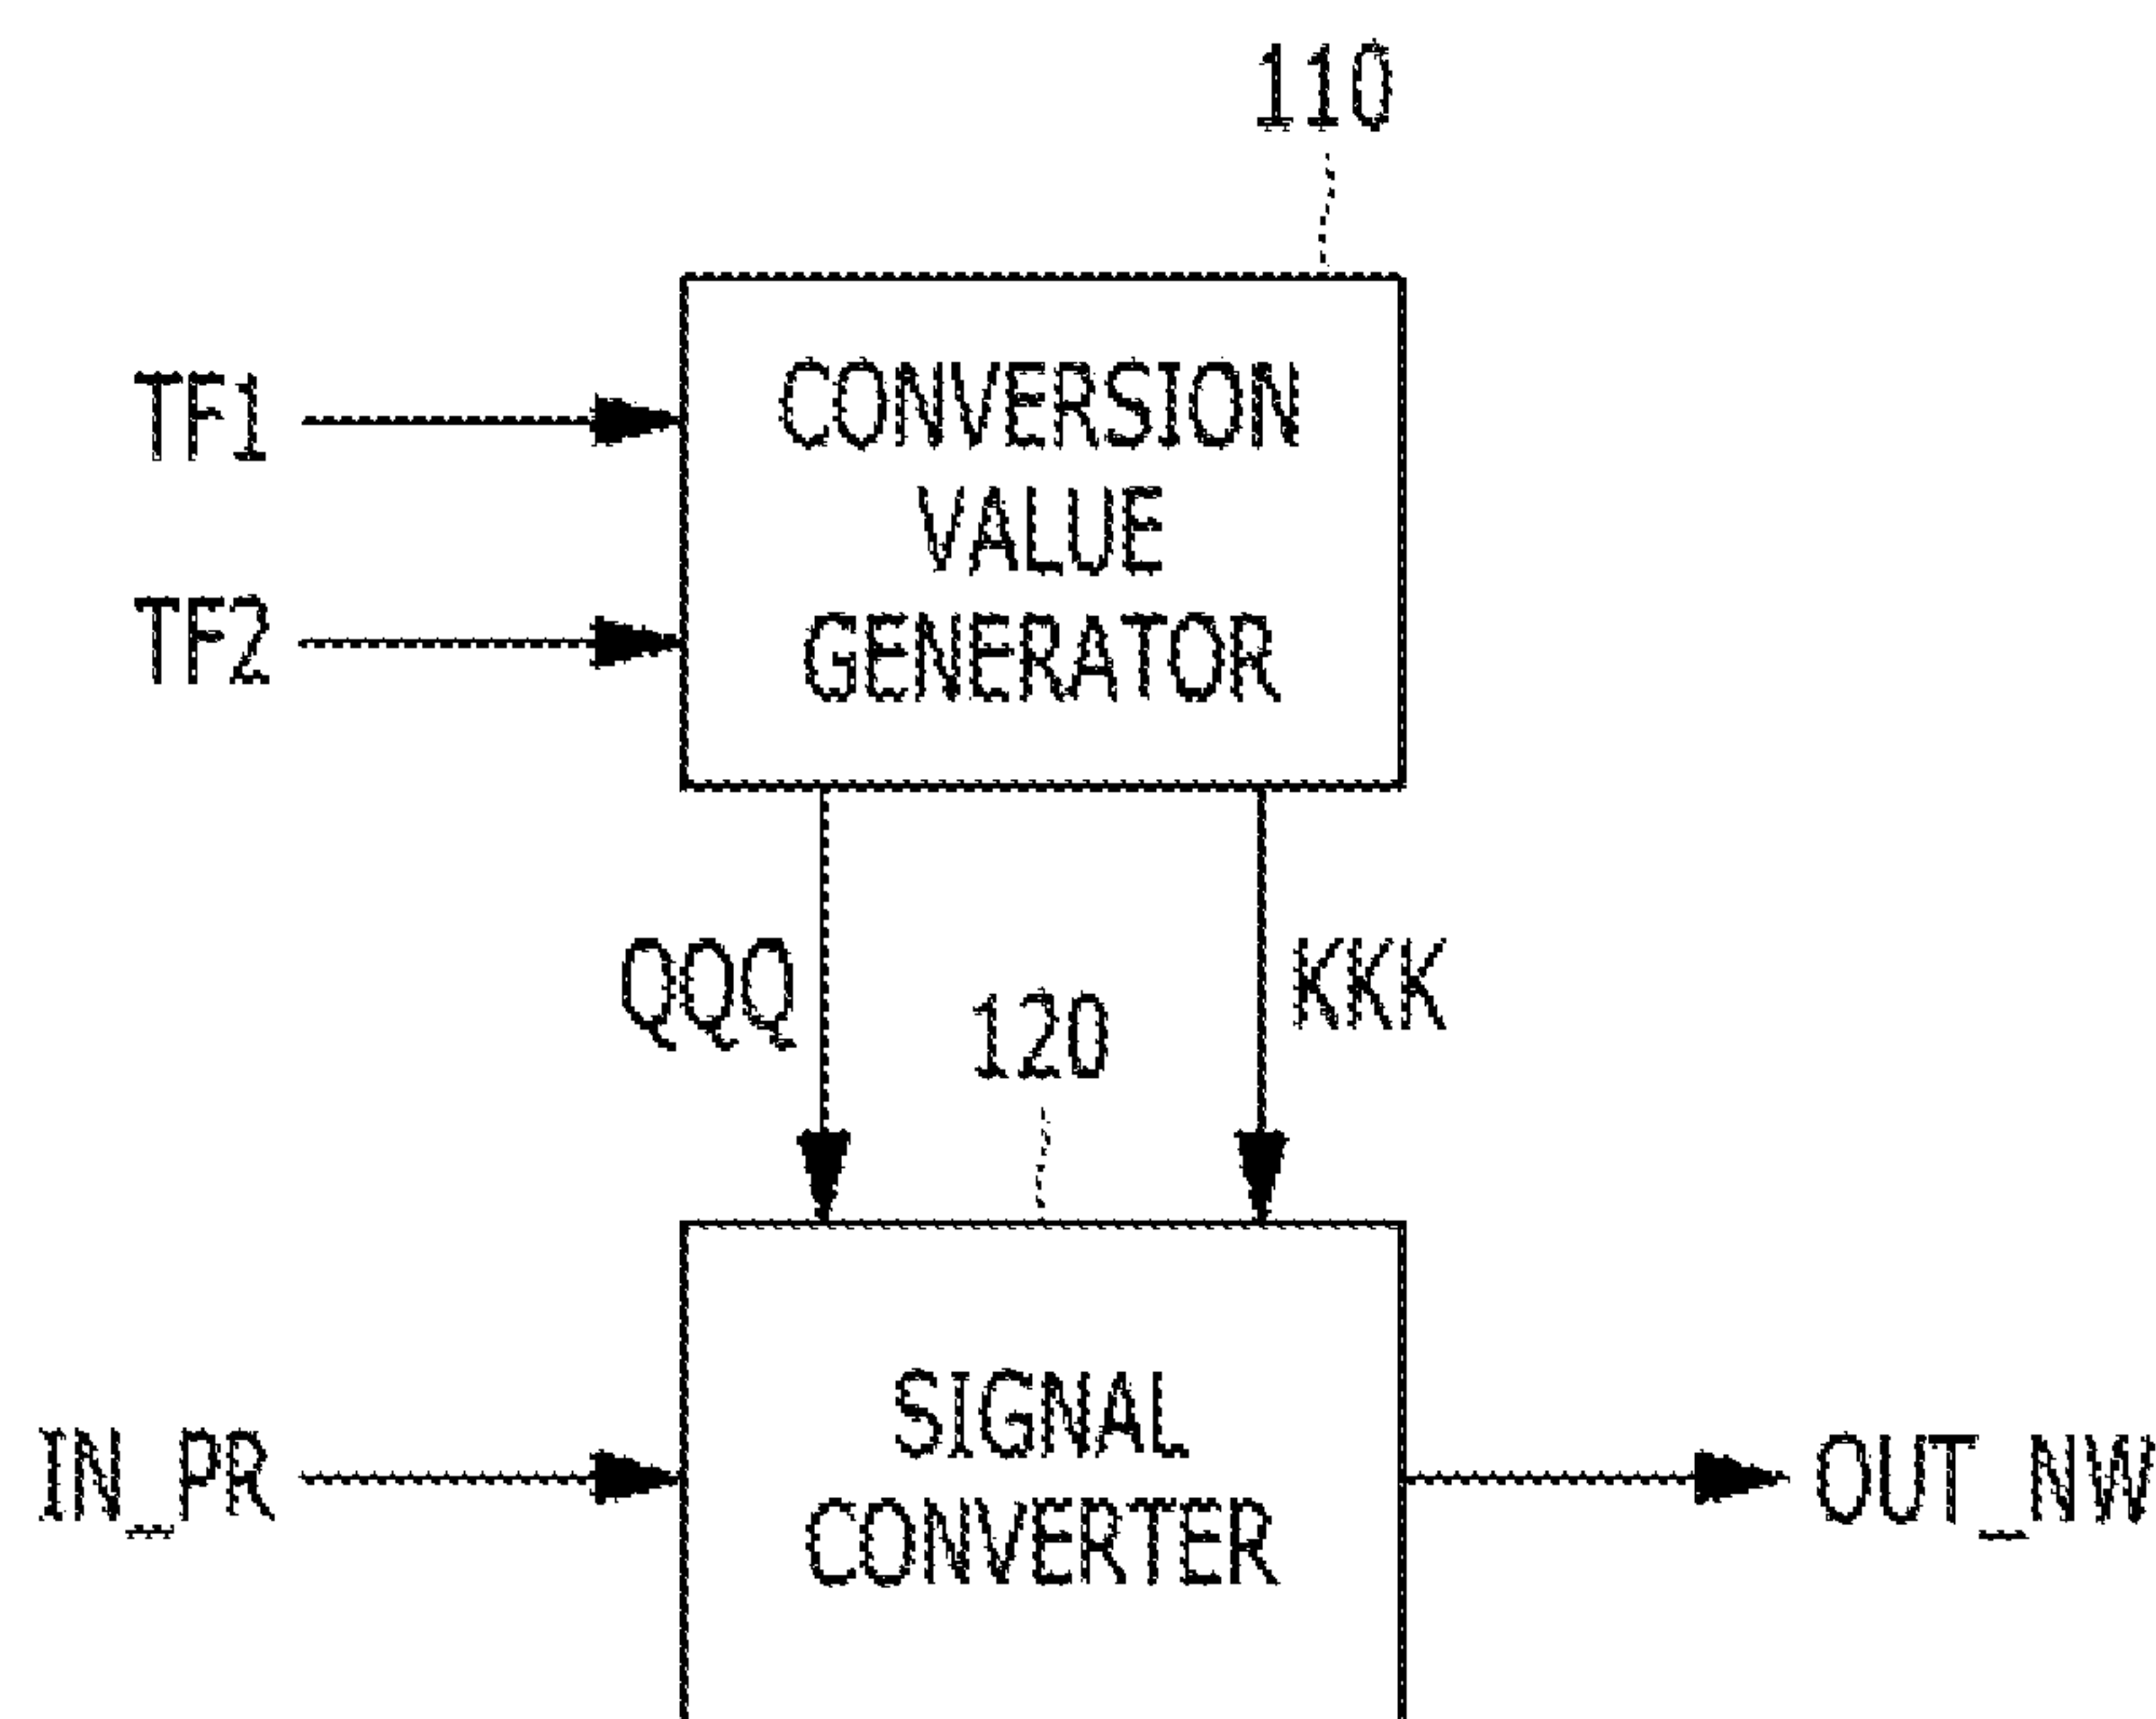 110
TF1
CONVERSION
VALUE
TF2
GENERATOR
QQQ
KKK
120
SIGNAL
IN_PR
OUT_NW
CONVERTER